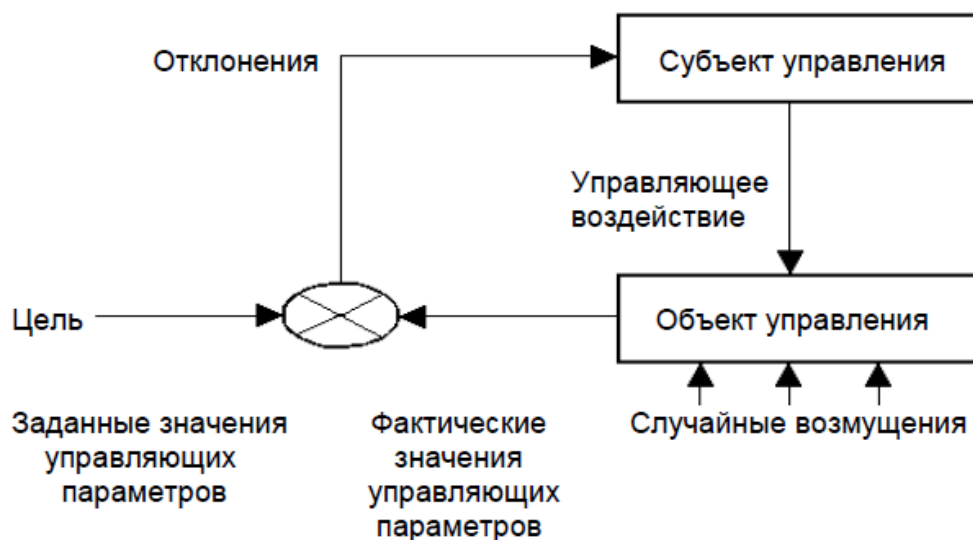 Отклонения
Субъект управления
Управляющее
воздействие
Цель
Объект управления
Заданные значения
управляющих
параметров
Фактические
значения
управляющих
параметров
Случайные возмущения